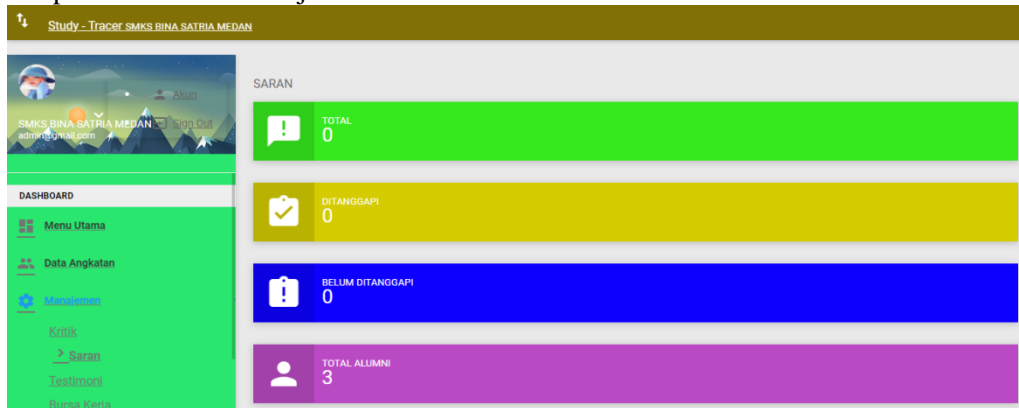 Study - Tracer SMKS BINA SATRIA MEDAN
Akun
SMKS BINA SATRIA MEDAN
Sign Out
admin@gmail.com
DASHBOARD
Menu Utama
Data Angkatan
Manajemen
Kritik
Saran
Testimoni
Bursa Kerja
SARAN
TOTAL
0
DITANGGAPI
0
BELUM DITANGGAPI
0
TOTAL ALUMNI
3